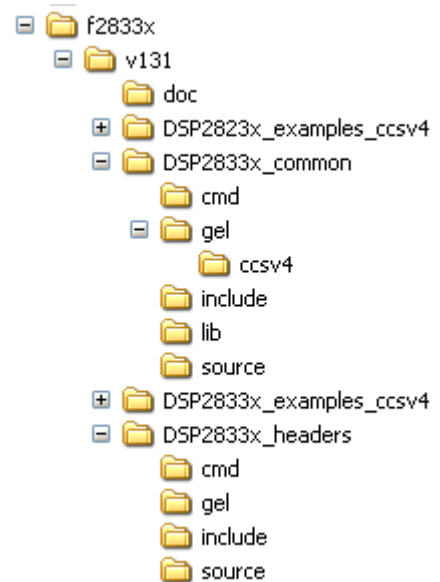 f2833x
v131
doc
DSP2823x_examples_ccsv4
DSP2833x_common
cmd
gel
ccsv4
include
lib
source
DSP2833x_examples_ccsv4
DSP2833x_headers
cmd
gel
include
source